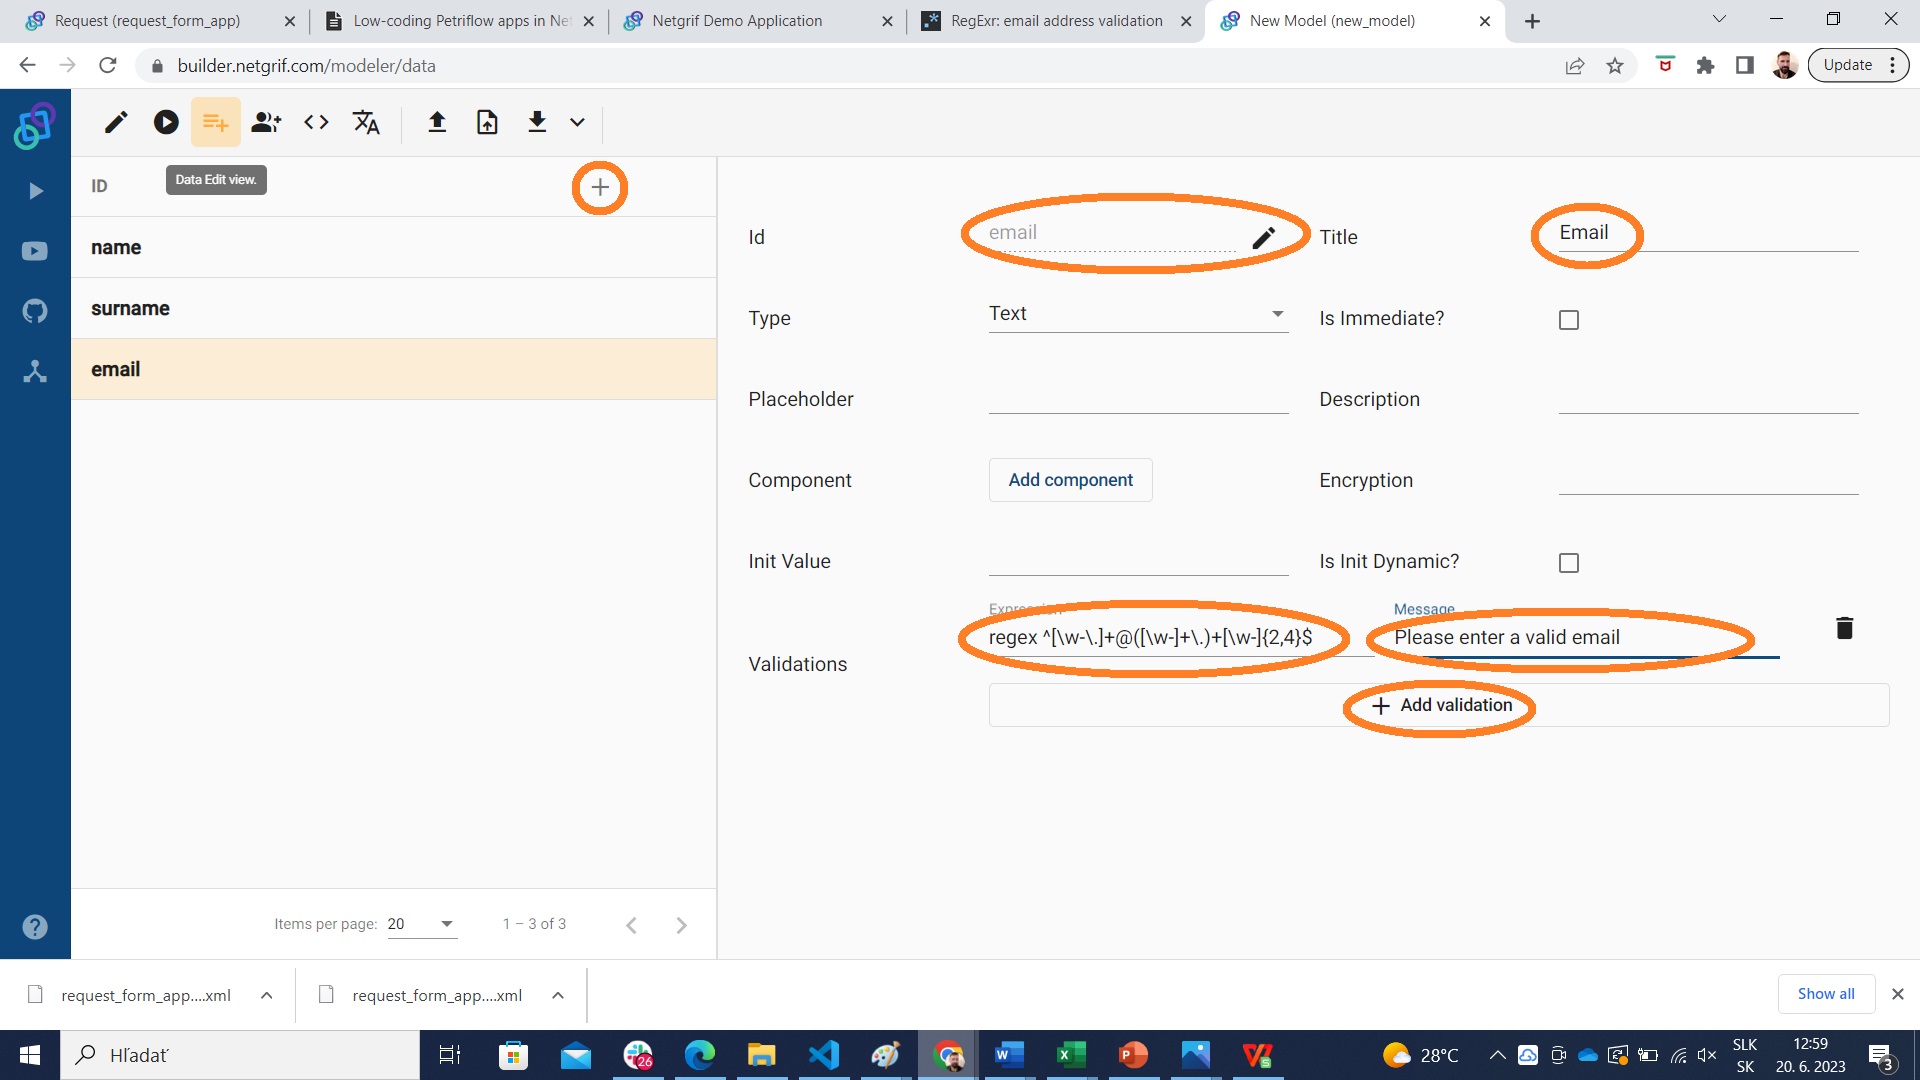 Request (request_form_app)
Low-coding Petriflow apps in Net
Netgrif Demo Application
RegExr: email address validation
New Model (new_model)
builder.netgrif.com/modeler/data
Update
ID
Data Edit view.
name
surname
email
Id
email
Title
Email
Type
Text
Is Immediate?
Placeholder
Description
Component
Add component
Encryption
Init Value
Is Init Dynamic?
Expression
Message
regex ^[\w-\.]+@([\w-]+\.)+[\w-]{2,4}$
Please enter a valid email
Validations
Add validation
Items per page: 20
1 – 3 of 3
request_form_app....xml
request_form_app....xml
Show all
Hľadať
26
28°C
SLK
SK
12:59
20. 6. 2023
3